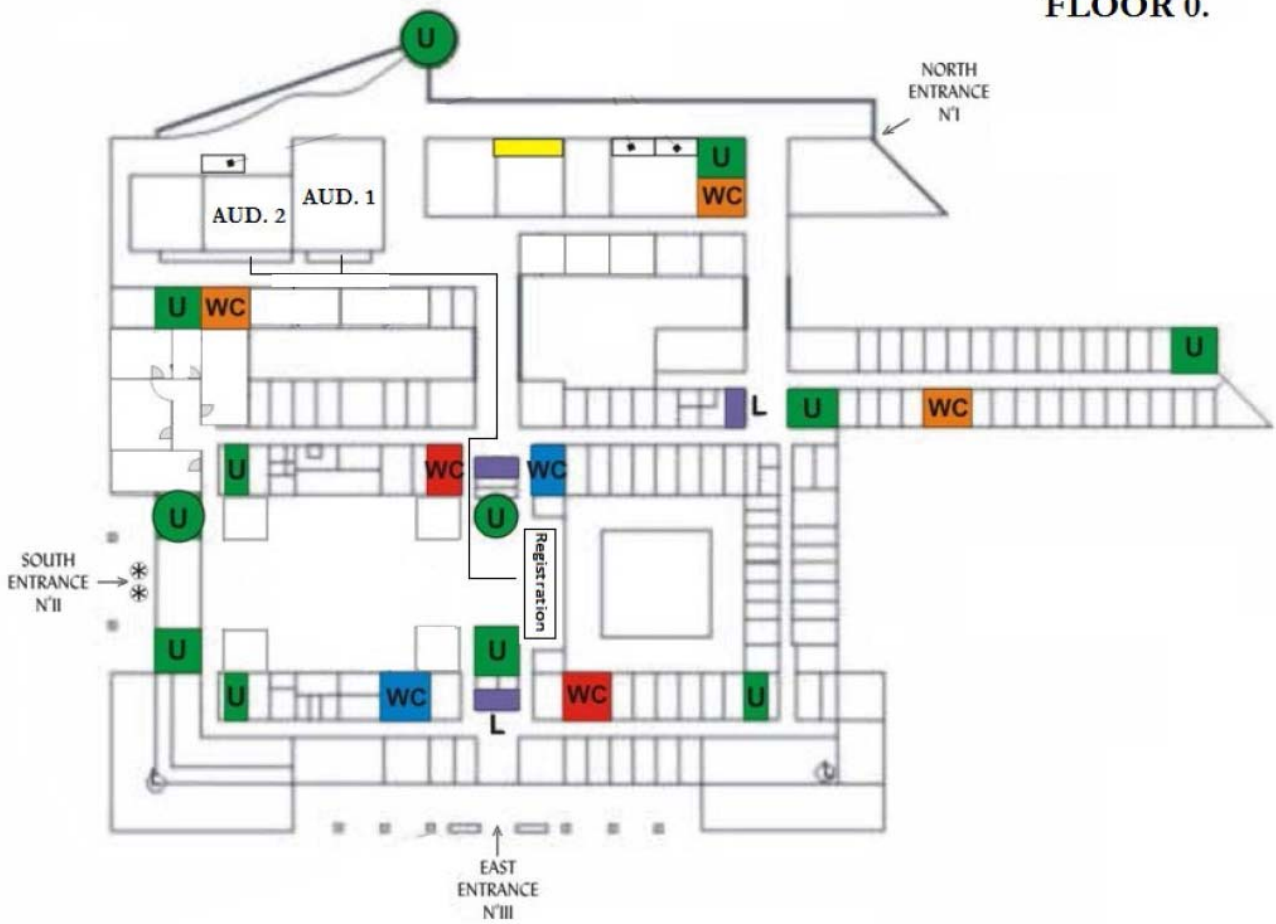 FLOOR 0.
U
NORTH
ENTRANCE
N°I
U
WC
AUD. 1
AUD. 2
U
WC
U
L
U
WC
U
WC
WC
U
U
Registration
SOUTH
ENTRANCE
N°II
U
U
U
WC
WC
U
L
EAST
ENTRANCE
N°III